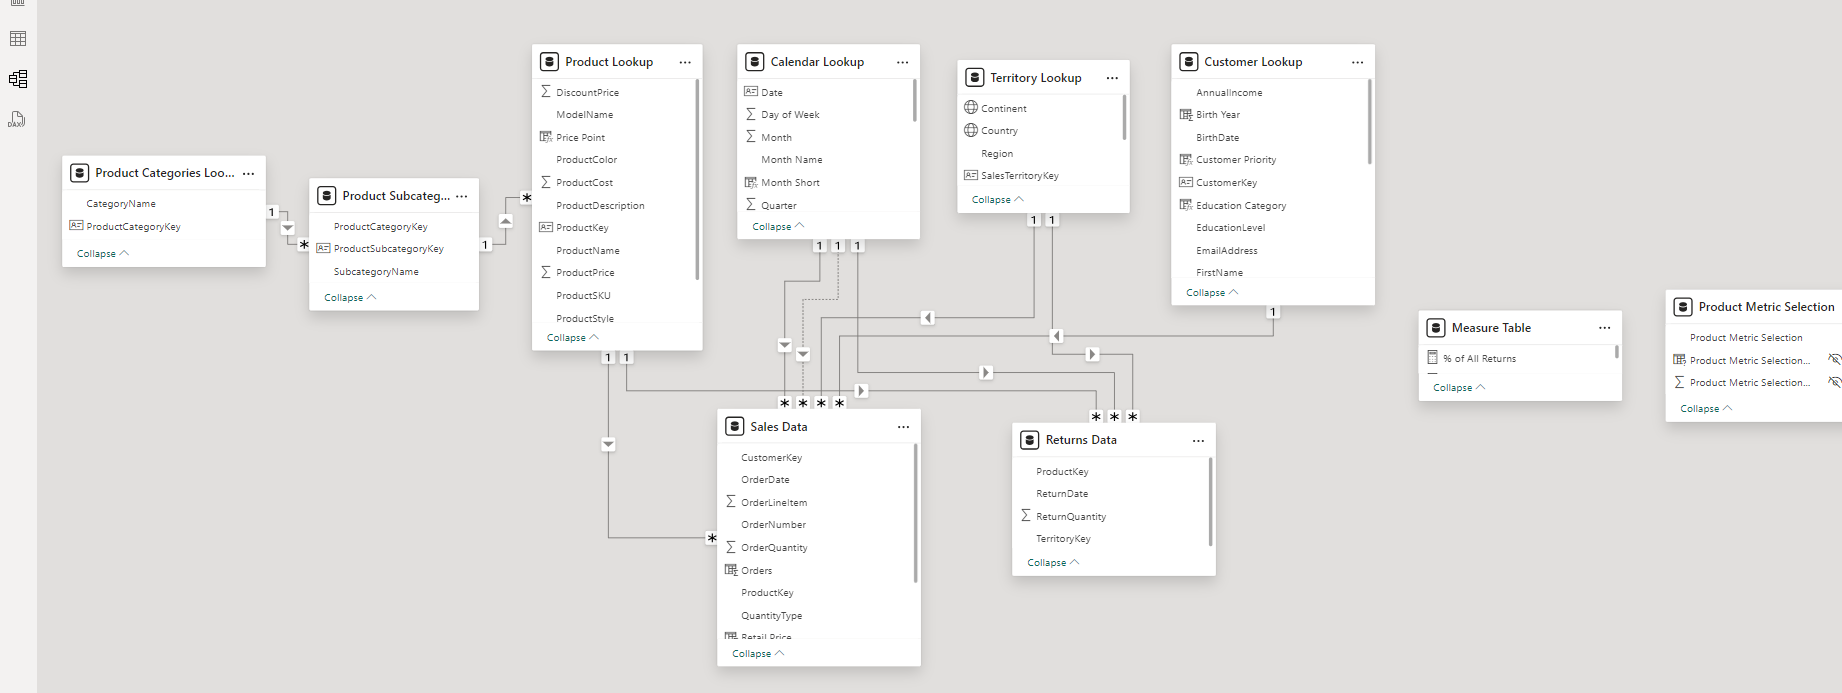 Product Categories Loo...
CategoryName
ProductCategoryKey
Collapse
1
*
Product Subcateg...
ProductCategoryKey
ProductSubcategoryKey
SubcategoryName
Collapse
1
*
Product Lookup
DiscountPrice
ModelName
Price Point
ProductColor
ProductCost
ProductDescription
ProductKey
ProductName
ProductPrice
ProductSKU
ProductStyle
Collapse
1 1
Calendar Lookup
Date
Day of Week
Month
Month Name
Month Short
Quarter
Collapse
1 1 1
Territory Lookup
Continent
Country
Region
SalesTerritoryKey
Collapse
1 1
Customer Lookup
AnnualIncome
Birth Year
BirthDate
Customer Priority
CustomerKey
Education Category
EducationLevel
EmailAddress
FirstName
Collapse
1
Measure Table
% of All Returns
Collapse
Product Metric Selection
Product Metric Selection
Product Metric Selection...
Product Metric Selection...
Collapse
* * * *
*
Sales Data
CustomerKey
OrderDate
OrderLineItem
OrderNumber
OrderQuantity
Orders
ProductKey
QuantityType
Retail Price
Collapse
* * *
Returns Data
ProductKey
ReturnDate
ReturnQuantity
TerritoryKey
Collapse
DAX